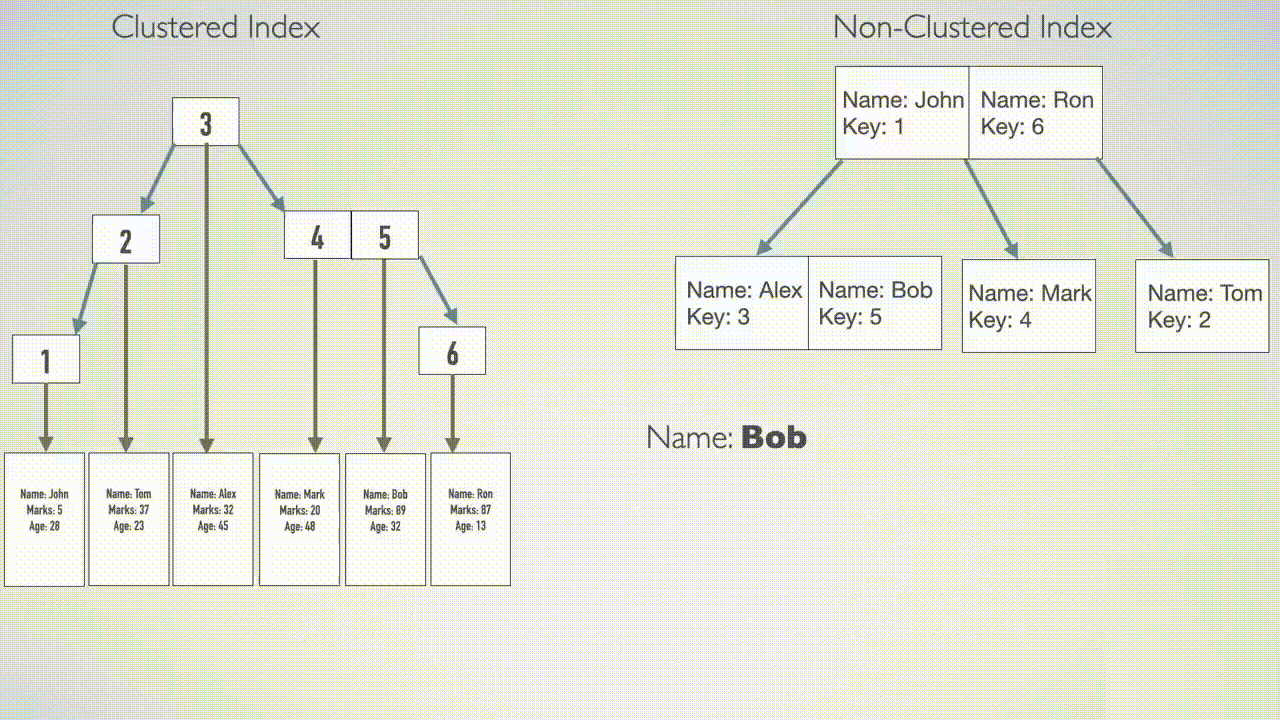 Clustered Index
3
2
4
5
1
6
Name: John
Marks: 5
Age: 28
Name: Tom
Marks: 37
Age: 23
Name: Alex
Marks: 32
Age: 45
Name: Mark
Marks: 20
Age: 48
Name: Bob
Marks: 89
Age: 32
Name: Ron
Marks: 87
Age: 13
Non-Clustered Index
Name: John
Key: 1
Name: Ron
Key: 6
Name: Alex
Key: 3
Name: Bob
Key: 5
Name: Mark
Key: 4
Name: Tom
Key: 2
Name: Bob